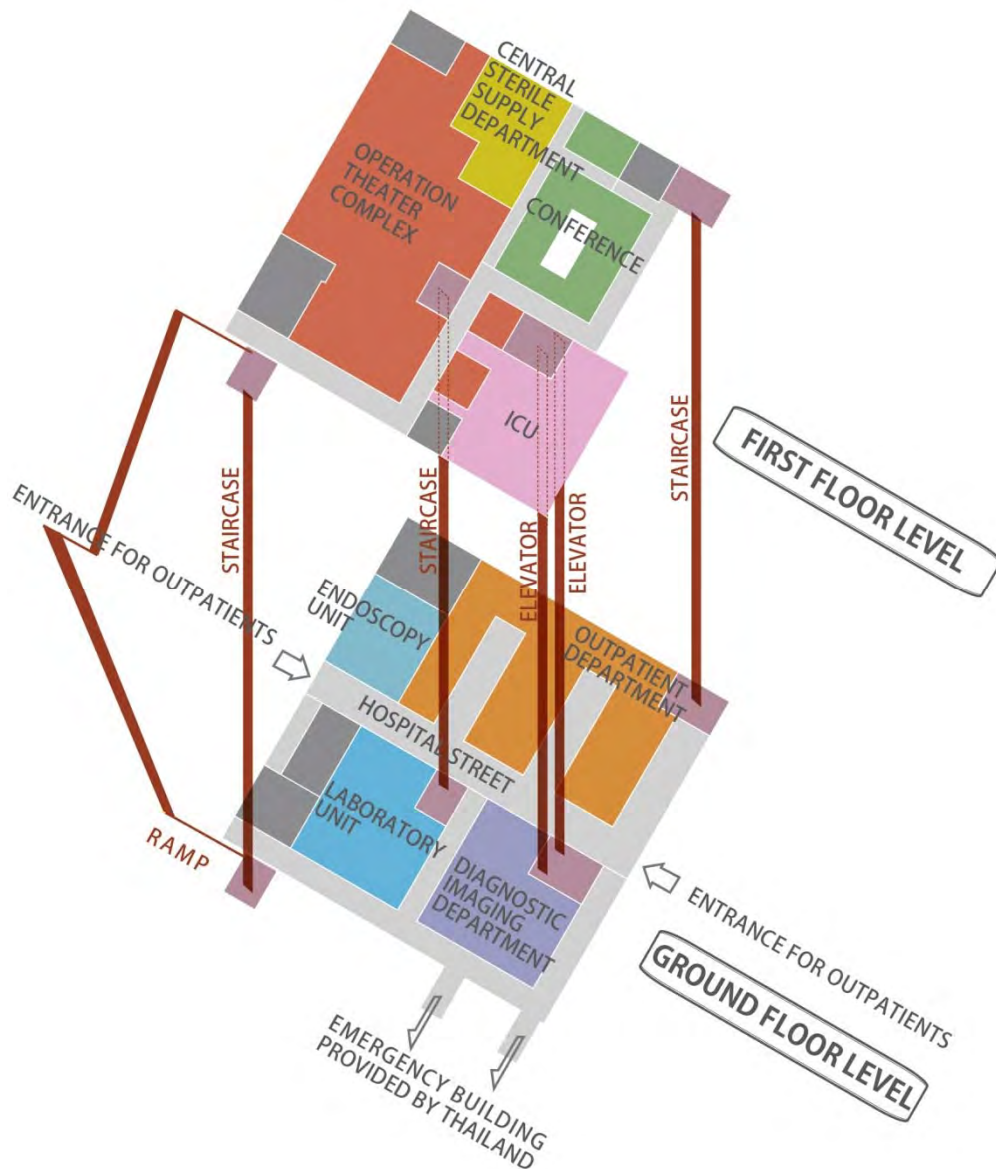 CENTRAL
STERILE
SUPPLY
DEPARTMENT
OPERATION
THEATER
COMPLEX
CONFERENCE
ICU
STAIRCASE
FIRST FLOOR LEVEL
STAIRCASE
STAIRCASE
ELEVATOR
ELEVATOR
ENTRANCE FOR OUTPATIENTS
ENDOSCOPY
UNIT
OUTPATIENT
DEPARTMENT
HOSPITAL STREET
LABORATORY
UNIT
RAMP
DIAGNOSTIC
IMAGING
DEPARTMENT
ENTRANCE FOR OUTPATIENTS
GROUND FLOOR LEVEL
EMERGENCY BUILDING
PROVIDED BY THAILAND